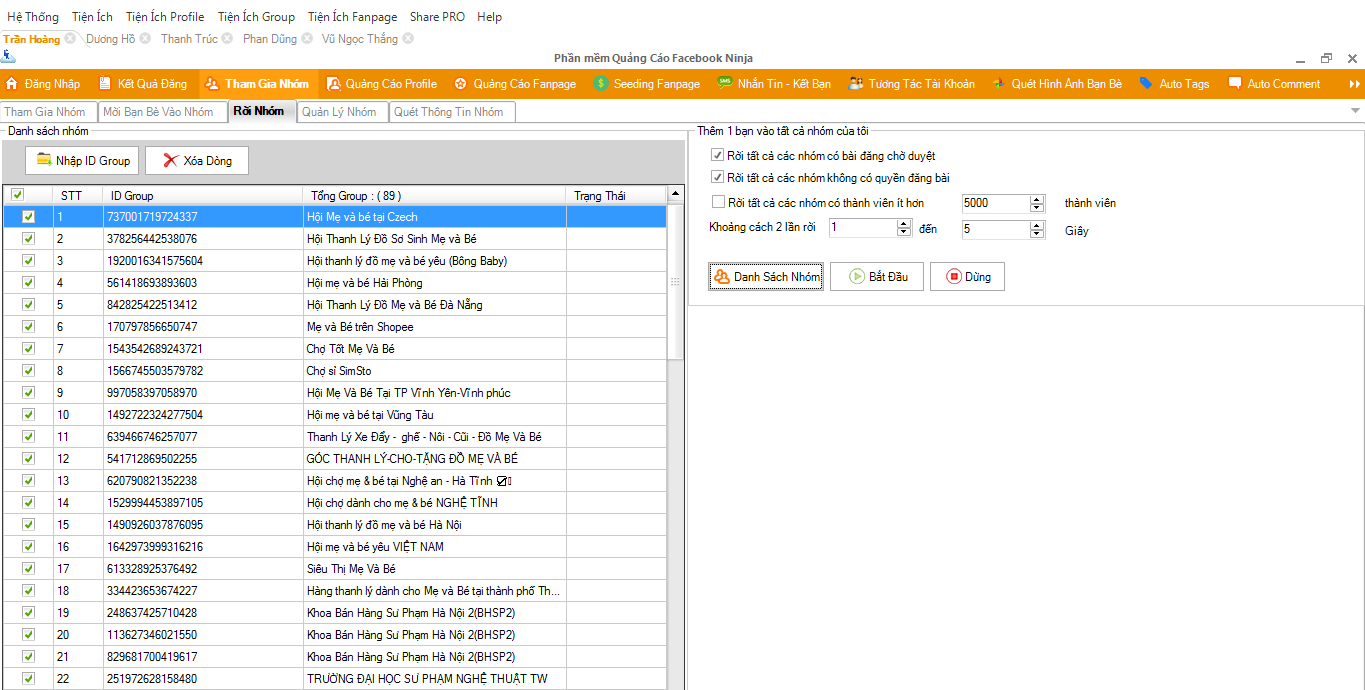 Hệ Thống Tiện Ích Tiện Ích Profile Tiện Ích Group Tiện Ích Fanpage Share PRO Help
Trần Hoàng Dương Hồ Thanh Trúc Phan Dũng Vũ Ngọc Thắng
Phần mềm Quảng Cáo Facebook Ninja
Đăng Nhập Kết Quả Đăng Tham Gia Nhóm Quảng Cáo Profile Quảng Cáo Fanpage Seeding Fanpage Nhắn Tin - Kết Bạn Tương Tác Tài Khoản Quét Hình Ảnh Bạn Bè Auto Tags Auto Comment
Tham Gia Nhóm Mời Bạn Bè Vào Nhóm Rời Nhóm Quản Lý Nhóm Quét Thông Tin Nhóm
Danh sách nhóm
Nhập ID Group Xóa Dòng
STT ID Group Tổng Group : ( 89 ) Trạng Thái
1 737001719724337 Hội Mẹ và bé tại Czech
2 378256442538076 Hội Thanh Lý Đồ Sơ Sinh Mẹ và Bé
3 1920016341575604 Hội thanh lý đồ mẹ và bé yêu (Bông Baby)
4 561418693893603 Hội mẹ và bé Hải Phòng
5 842825422513412 Hội Thanh Lý Đồ Mẹ và Bé Đà Nẵng
6 170797856650747 Mẹ và Bé trên Shopee
7 1543542689243721 Chợ Tốt Mẹ Và Bé
8 1566745503579782 Chợ sỉ SimSto
9 997058397058970 Hội Mẹ Và Bé Tại TP Vĩnh Yên-Vĩnh phúc
10 1492722324277504 Hội mẹ và bé tại Vũng Tàu
11 639466746257077 Thanh Lý Xe Đẩy - ghế - Nôi - Cũi - Đồ Mẹ Và Bé
12 541712869502255 GÓC THANH LÝ-CHO-TẶNG ĐỒ MẸ VÀ BÉ
13 620790821352238 Hội chợ mẹ & bé tại Nghệ an - Hà Tĩnh ☑
14 1529994453897105 Hội chợ dành cho mẹ & bé NGHỆ TĨNH
15 1490926037876095 Hội thanh lý đồ mẹ và bé Hà Nội
16 1642973999316216 Hội mẹ và bé yêu VIỆT NAM
17 613328925376492 Siêu Thị Mẹ Và Bé
18 334423653674227 Hàng thanh lý dành cho Mẹ và Bé tại thành phố Th...
19 248637425710428 Khoa Bán Hàng Sư Phạm Hà Nội 2(BHSP2)
20 113627346021550 Khoa Bán Hàng Sư Phạm Hà Nội 2(BHSP2)
21 829681700419617 Khoa Bán Hàng Sư Phạm Hà Nội 2(BHSP2)
22 251972628158480 TRƯỜNG ĐẠI HỌC SƯ PHẠM NGHỆ THUẬT TW
Thêm 1 bạn vào tất cả nhóm của tôi
Rời tất cả các nhóm có bài đăng chờ duyệt
Rời tất cả các nhóm không có quyền đăng bài
Rời tất cả các nhóm có thành viên ít hơn 5000 thành viên
Khoảng cách 2 lần rời 1 đến 5 Giây
Danh Sách Nhóm Bắt Đầu Dừng